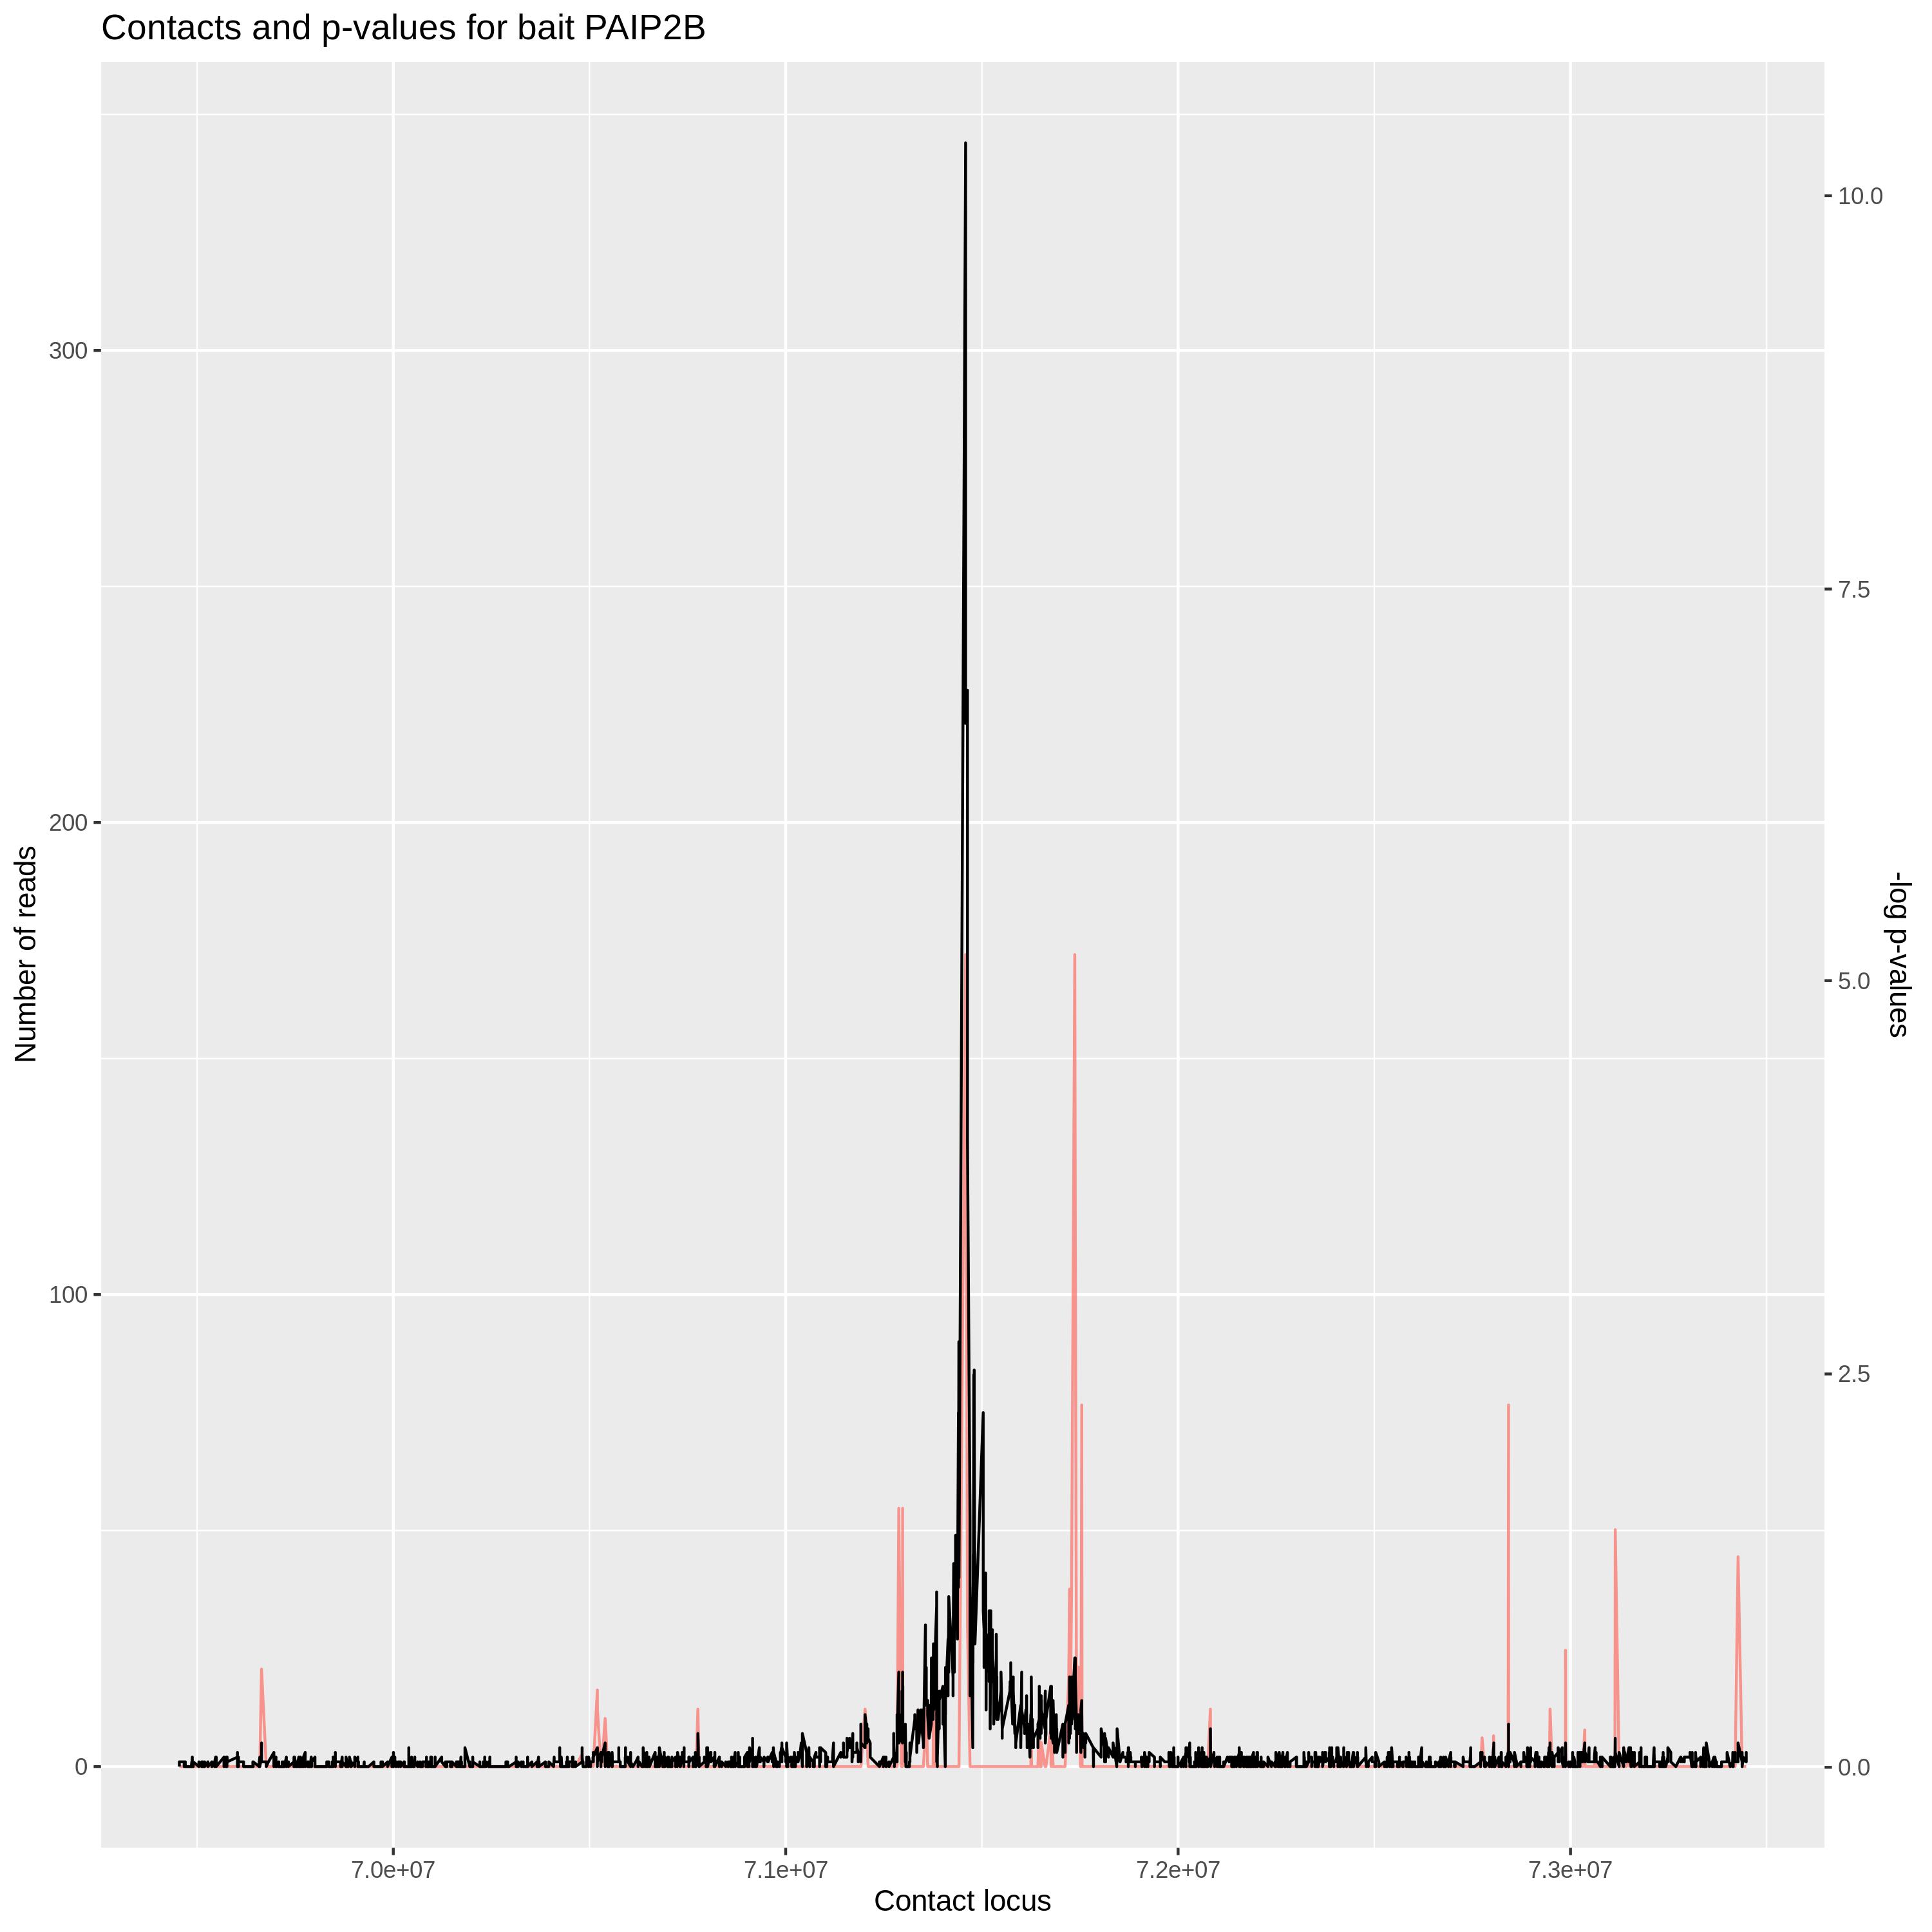 Contacts and p-values for bait PAIP2B
Number of reads
300
200
100
0
10.0
7.5
5.0
2.5
0.0
-log p-values
7.0e+07
7.1e+07
7.2e+07
7.3e+07
Contact locus